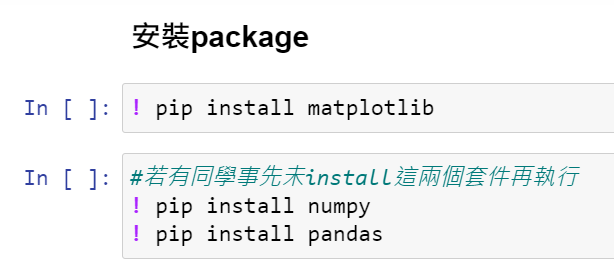 安裝package
In [ ]: ! pip install matplotlib
In [ ]: #若有同學事先未install這兩個套件再執行
! pip install numpy
! pip install pandas